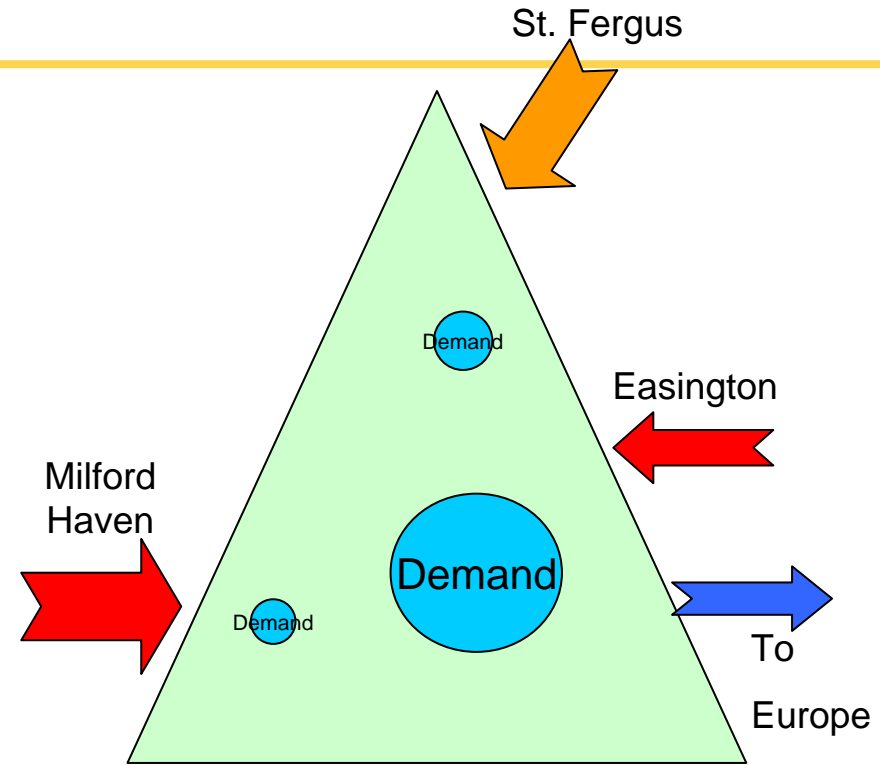 St. Fergus
Demand
Easington
Milford
Haven
Demand
Demand
To
Europe